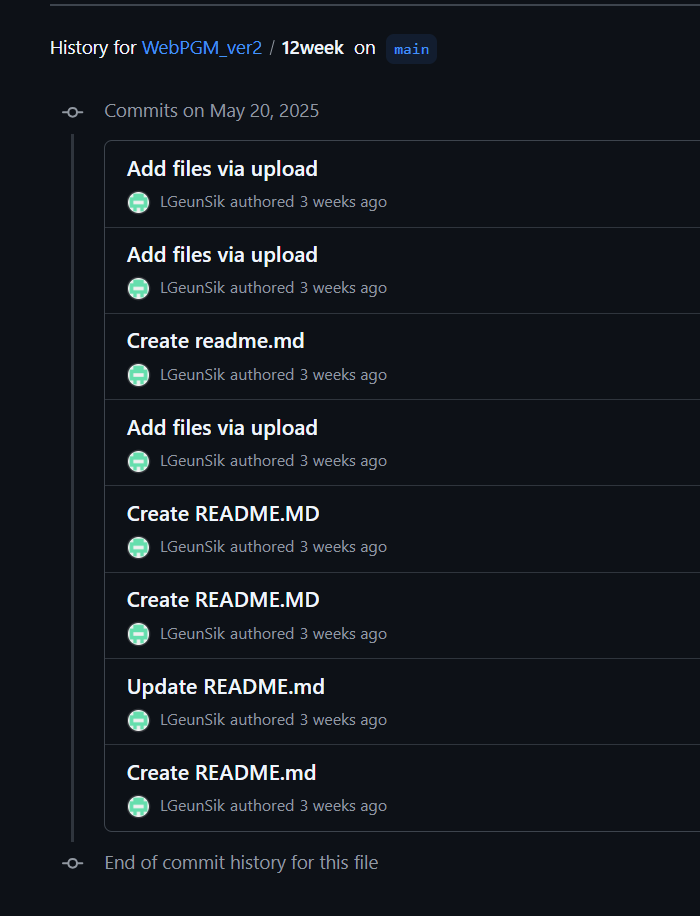 History for WebPGM_ver2 / 12week on main
Commits on May 20, 2025
Add files via upload
LGeunSik authored 3 weeks ago
Add files via upload
LGeunSik authored 3 weeks ago
Create readme.md
LGeunSik authored 3 weeks ago
Add files via upload
LGeunSik authored 3 weeks ago
Create README.MD
LGeunSik authored 3 weeks ago
Create README.MD
LGeunSik authored 3 weeks ago
Update README.md
LGeunSik authored 3 weeks ago
Create README.md
LGeunSik authored 3 weeks ago
End of commit history for this file